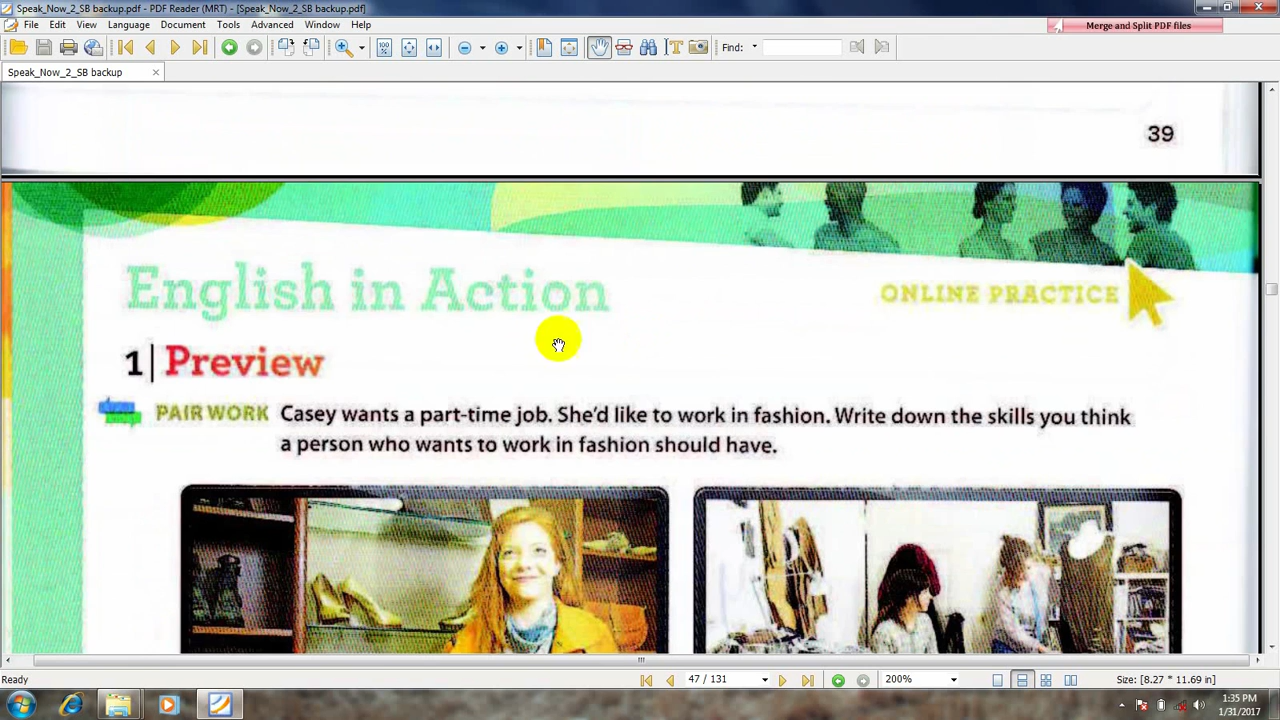 Speak_Now_2_SB backup.pdf - PDF Reader (MRT) - [Speak_Now_2_SB backup.pdf]
File Edit View Language Document Tools Advanced Window Help
Merge and Split PDF files
Find:
Speak_Now_2_SB backup
39
English in Action
ONLINE PRACTICE
1 | Preview
PAIR WORK Casey wants a part-time job. She'd like to work in fashion. Write down the skills you think
a person who wants to work in fashion should have.
Ready
47 / 131
200%
Size: [8.27 * 11.69 in]
1:35 PM
1/31/2017